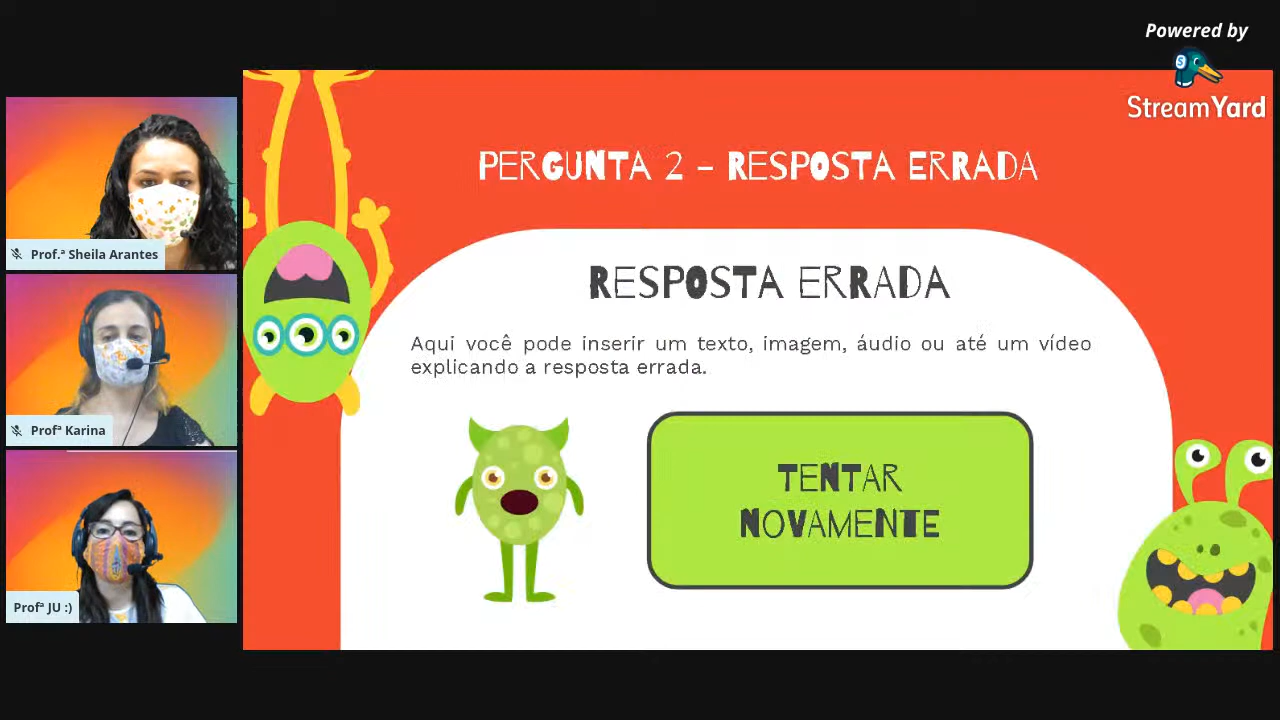 Powered by
StreamYard
Prof.ª Sheila Arantes
Profª Karina
Profª JU :)
PERGUNTA 2 – RESPOSTA ERRADA
RESPOSTA ERRADA
Aqui você pode inserir um texto, imagem, áudio ou até um vídeo
explicando a resposta errada.
TENTAR
NOVAMENTE